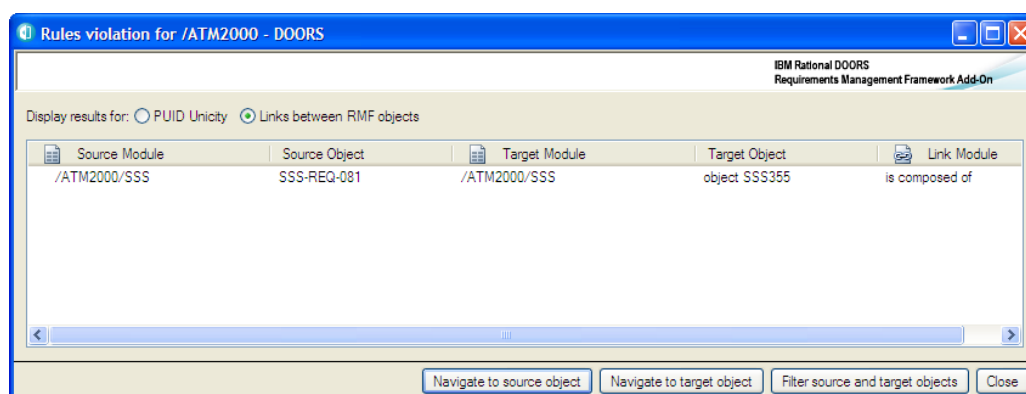 Rules violation for /ATM2000 - DOORS
IBM Rational DOORS
Requirements Management Framework Add-On
Display results for: PUID Unicity Links between RMF objects
Source Module Source Object Target Module Target Object Link Module
/ATM2000/SSS SSS-REQ-081 /ATM2000/SSS object SSS355 is composed of
Navigate to source object Navigate to target object Filter source and target objects Close